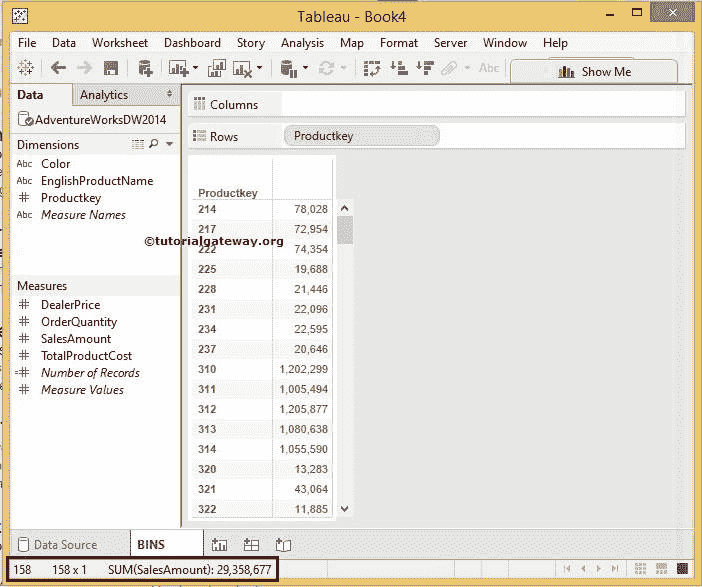 Tableau - Book4
File Data Worksheet Dashboard Story Analysis Map Format Server Window Help
Abc Show Me
Data Analytics
Columns
AdventureWorksDW2014
Rows Productkey
Dimensions
Abc Color
Abc EnglishProductName
# Productkey
Abc Measure Names
Productkey
214 78,028
217 72,954
©tutorialgateway.org
222 74,354
225 19,688
228 21,446
231 22,096
234 22,595
237 20,646
310 1,202,299
311 1,005,494
312 1,205,877
313 1,080,638
314 1,055,590
320 13,283
321 43,064
322 11,885
Measures
# DealerPrice
# OrderQuantity
# SalesAmount
# TotalProductCost
=# Number of Records
# Measure Values
Data Source BINS
158 158 x 1 SUM(SalesAmount): 29,358,677